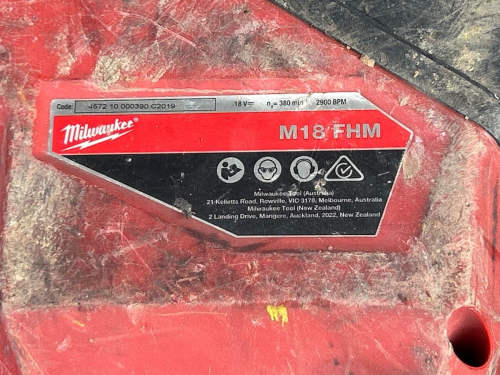 Code: 4672 10 000390 C2019
18 V⎓ n₀= 380 min⁻¹ 2900 BPM
Milwaukee
M18 FHM
Milwaukee Tool (Australia)
21 Kelletts Road, Rowville, VIC 3178, Melbourne, Australia
Milwaukee Tool (New Zealand)
2 Landing Drive, Mangere, Auckland, 2022, New Zealand